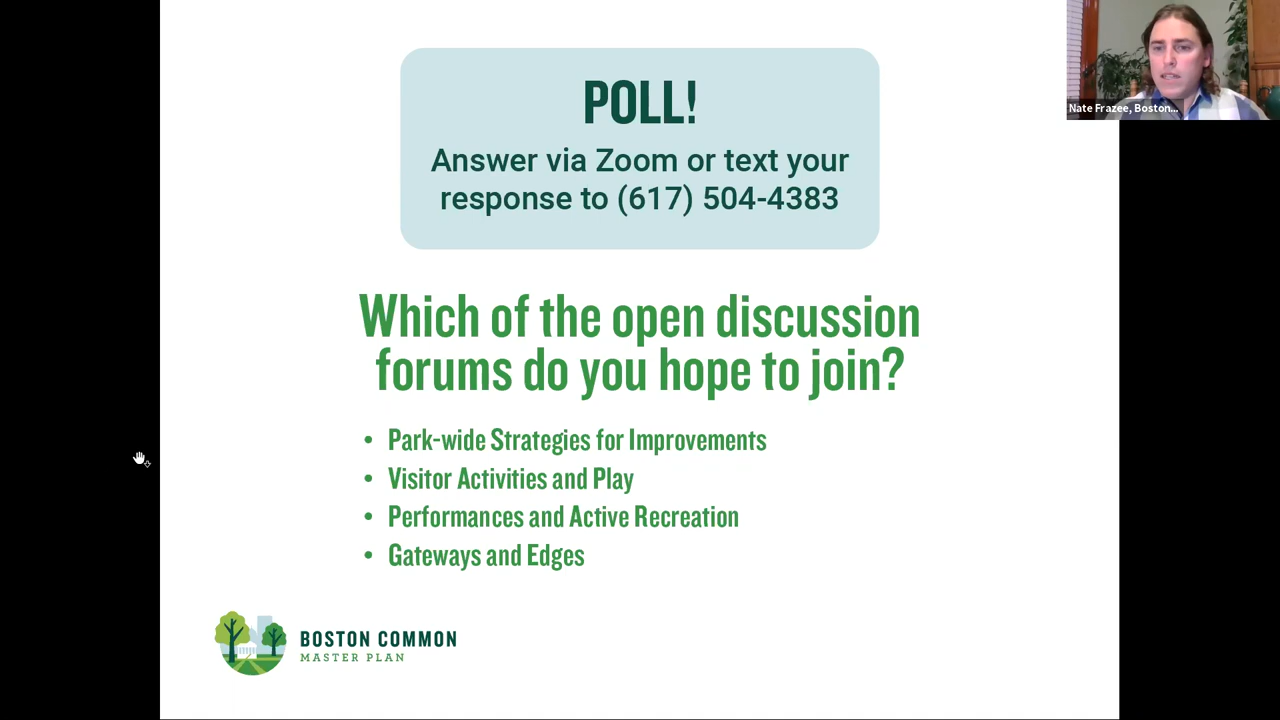 POLL!
Answer via Zoom or text your
response to (617) 504-4383
Nate Frazee, Boston...
Which of the open discussion
forums do you hope to join?
• Park-wide Strategies for Improvements
• Visitor Activities and Play
• Performances and Active Recreation
• Gateways and Edges
BOSTON COMMON
MASTER PLAN